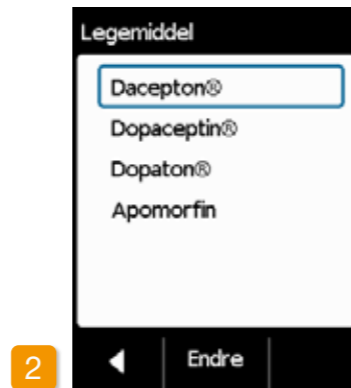 Legemiddel
Dacepton®
Dopaceptin®
Dopaton®
Apomorfin
2
Endre